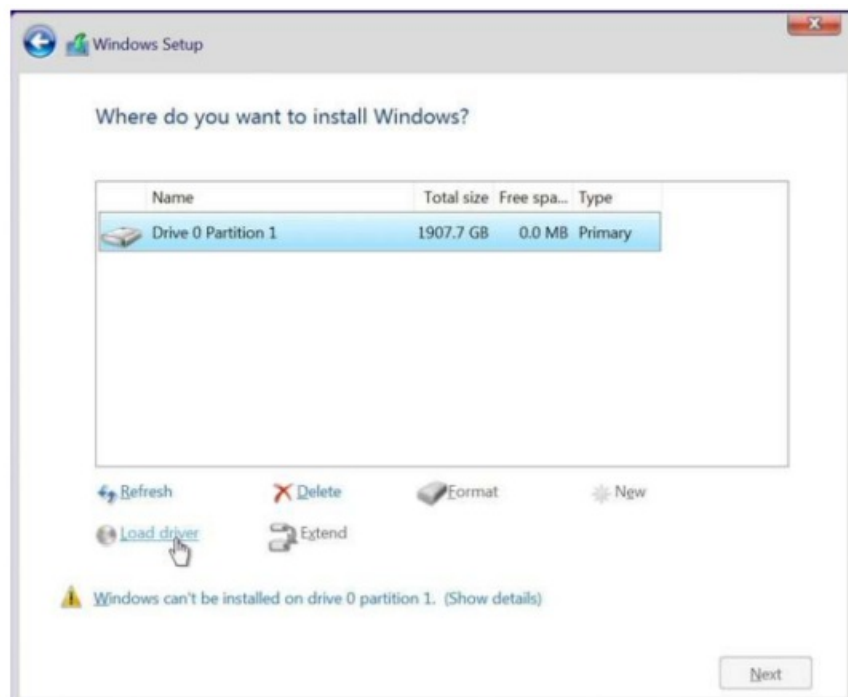 Windows Setup
Where do you want to install Windows?
Name Total size Free spa... Type
Drive 0 Partition 1 1907.7 GB 0.0 MB Primary
Refresh Delete Format New
Load driver Extend
Windows can't be installed on drive 0 partition 1. (Show details)
Next